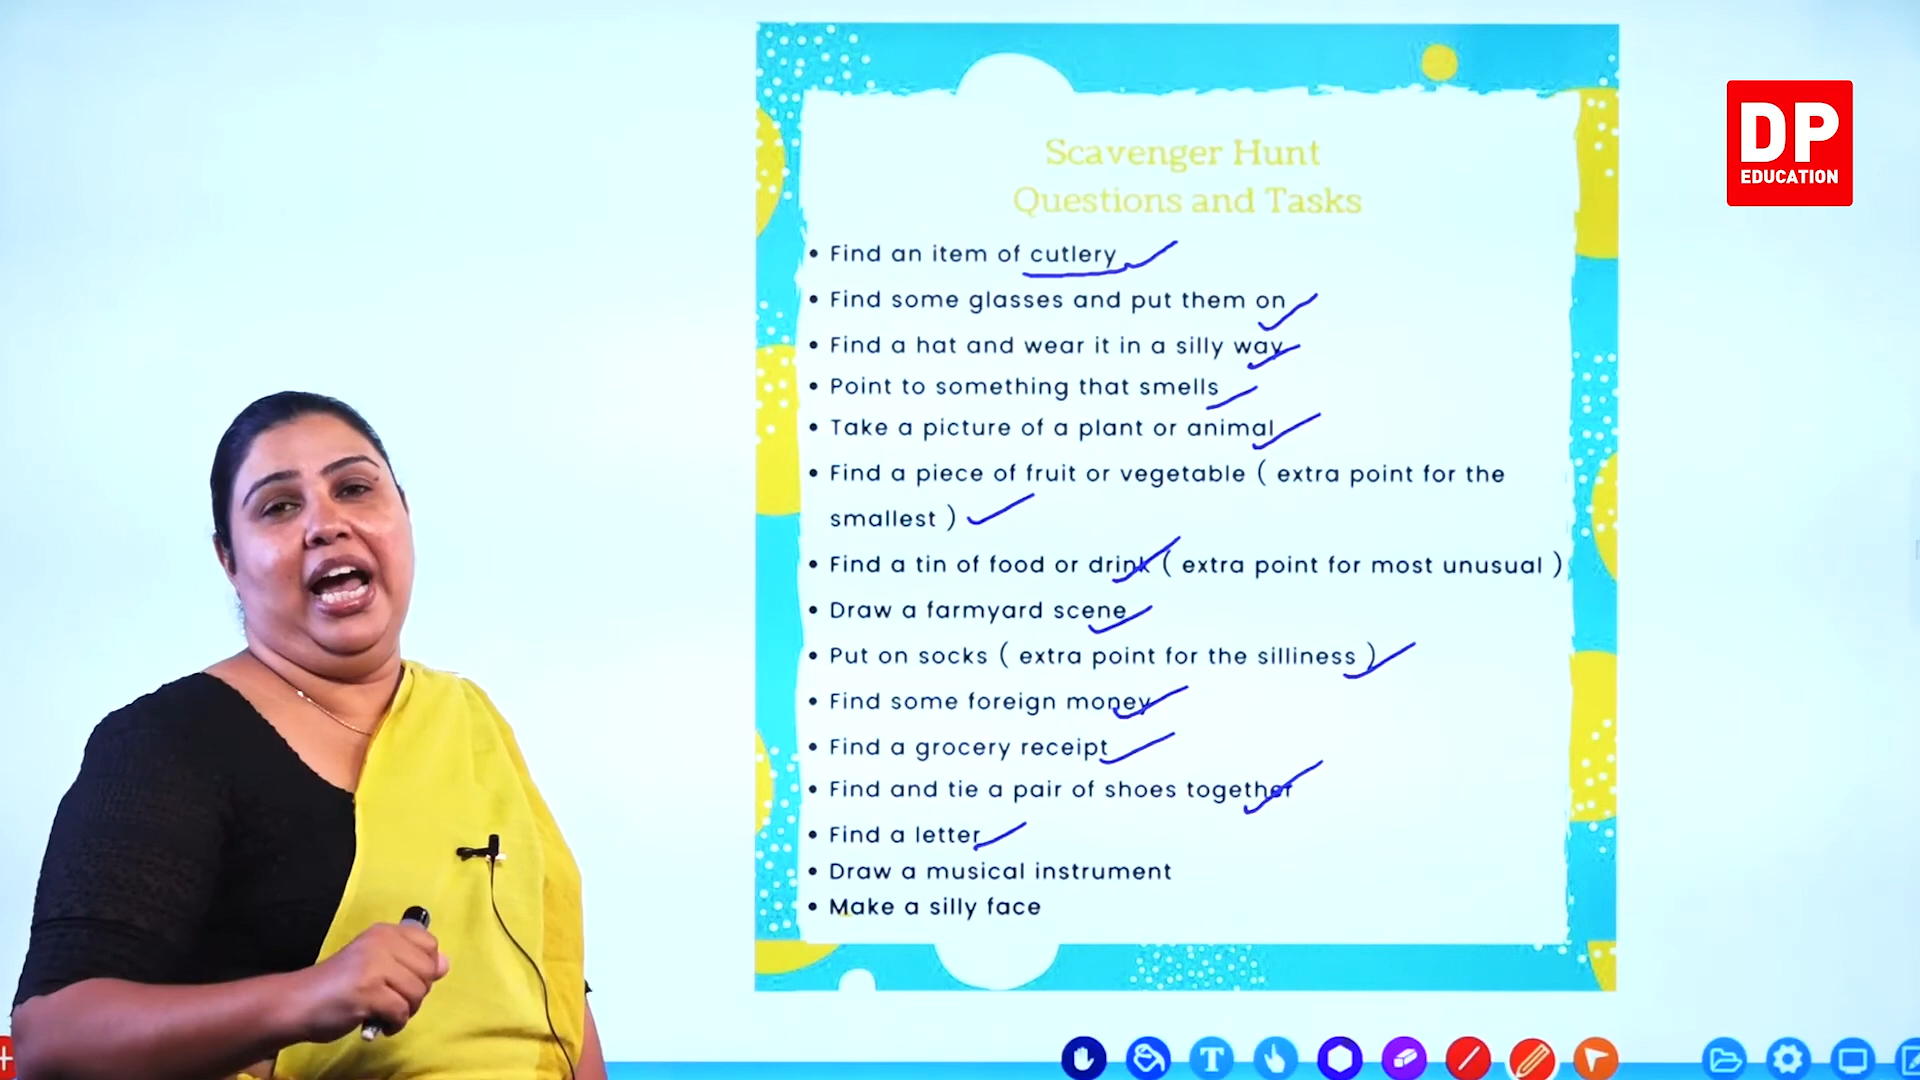 DP
EDUCATION
Scavenger Hunt
Questions and Tasks
• Find an item of cutlery
• Find some glasses and put them on
• Find a hat and wear it in a silly way
• Point to something that smells
• Take a picture of a plant or animal
• Find a piece of fruit or vegetable ( extra point for the
smallest )
• Find a tin of food or drink ( extra point for most unusual )
• Draw a farmyard scene
• Put on socks ( extra point for the silliness )
• Find some foreign money
• Find a grocery receipt
• Find and tie a pair of shoes together
• Find a letter
• Draw a musical instrument
• Make a silly face
T